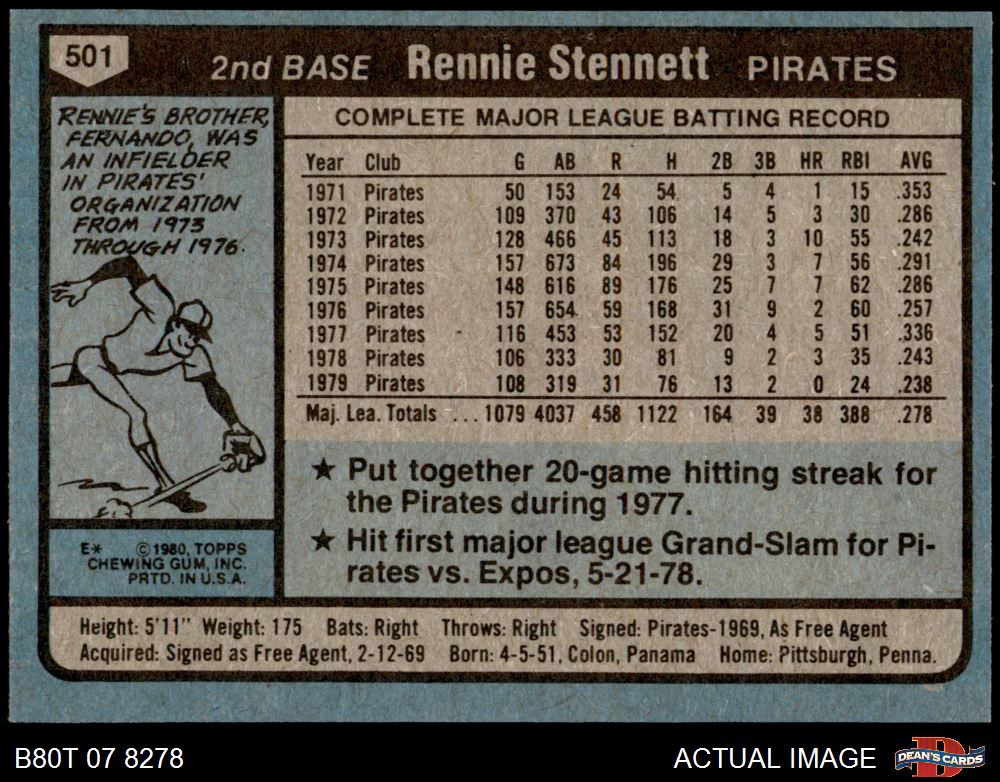 501
2nd BASE Rennie Stennett PIRATES
RENNIE'S BROTHER,
FERNANDO, WAS
AN INFIELDER
IN PIRATES'
ORGANIZATION
FROM 1973
THROUGH 1976.
COMPLETE MAJOR LEAGUE BATTING RECORD
Year Club G AB R H 2B 3B HR RBI AVG
1971 Pirates 50 153 24 54 5 4 1 15 .353
1972 Pirates 109 370 43 106 14 5 3 30 .286
1973 Pirates 128 466 45 113 18 3 10 55 .242
1974 Pirates 157 673 84 196 29 3 7 56 .291
1975 Pirates 148 616 89 176 25 7 7 62 .286
1976 Pirates 157 654 59 168 31 9 2 60 .257
1977 Pirates 116 453 53 152 20 4 5 51 .336
1978 Pirates 106 333 30 81 9 2 3 35 .243
1979 Pirates 108 319 31 76 13 2 0 24 .238
Maj. Lea. Totals ... 1079 4037 458 1122 164 39 38 388 .278
★ Put together 20-game hitting streak for
the Pirates during 1977.
★ Hit first major league Grand-Slam for Pi-
rates vs. Expos, 5-21-78.
E* ©1980, TOPPS
CHEWING GUM, INC.
PRTD. IN U.S.A.
Height: 5'11" Weight: 175 Bats: Right Throws: Right Signed: Pirates-1969, As Free Agent
Acquired: Signed as Free Agent, 2-12-69 Born: 4-5-51, Colon, Panama Home: Pittsburgh, Penna.
B80T 07 8278
ACTUAL IMAGE
D
DEAN'S CARDS